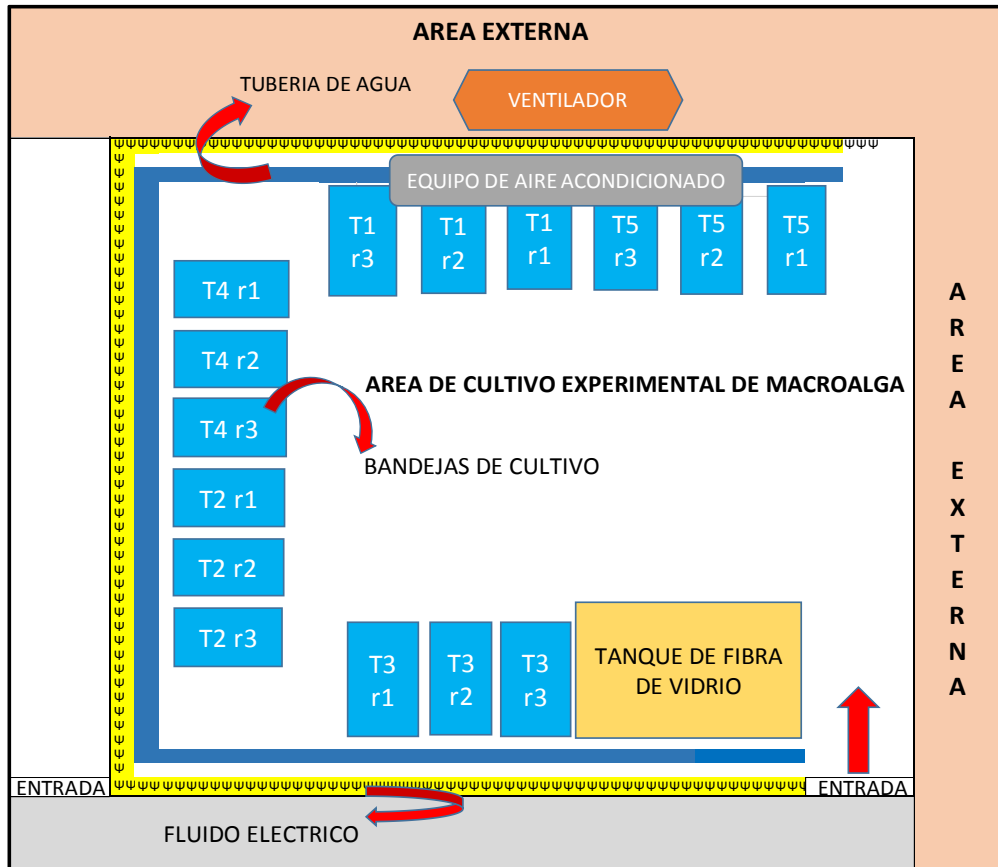 AREA EXTERNA
TUBERIA DE AGUA
VENTILADOR
EQUIPO DE AIRE ACONDICIONADO
T1
r3
T1
r2
T1
r1
T5
r3
T5
r2
T5
r1
T4 r1
T4 r2
T4 r3
T2 r1
T2 r2
T2 r3
AREA DE CULTIVO EXPERIMENTAL DE MACROALGA
BANDEJAS DE CULTIVO
T3
r1
T3
r2
T3
r3
TANQUE DE FIBRA
DE VIDRIO
A
R
E
A
E
X
T
E
R
N
A
ENTRADA
ENTRADA
FLUIDO ELECTRICO